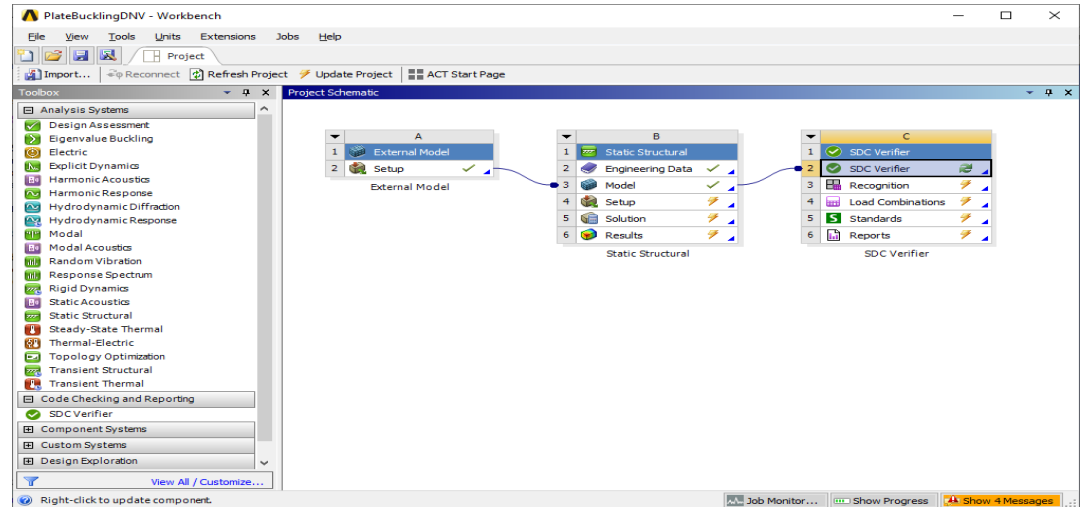 PlateBucklingDNV - Workbench
File View Tools Units Extensions Jobs Help
Project
Import... Reconnect Refresh Project Update Project ACT Start Page
Toolbox
Project Schematic
Analysis Systems
Design Assessment
Eigenvalue Buckling
Electric
Explicit Dynamics
Harmonic Acoustics
Harmonic Response
Hydrodynamic Diffraction
Hydrodynamic Response
Modal
Modal Acoustics
Random Vibration
Response Spectrum
Rigid Dynamics
Static Acoustics
Static Structural
Steady-State Thermal
Thermal-Electric
Topology Optimization
Transient Structural
Transient Thermal
Code Checking and Reporting
SDC Verifier
Component Systems
Custom Systems
Design Exploration
View All / Customize...
A
1 External Model
2 Setup
External Model
B
1 Static Structural
2 Engineering Data
3 Model
4 Setup
5 Solution
6 Results
Static Structural
C
1 SDC Verifier
2 SDC Verifier
3 Recognition
4 Load Combinations
5 Standards
6 Reports
SDC Verifier
Right-click to update component.
Job Monitor... Show Progress Show 4 Messages